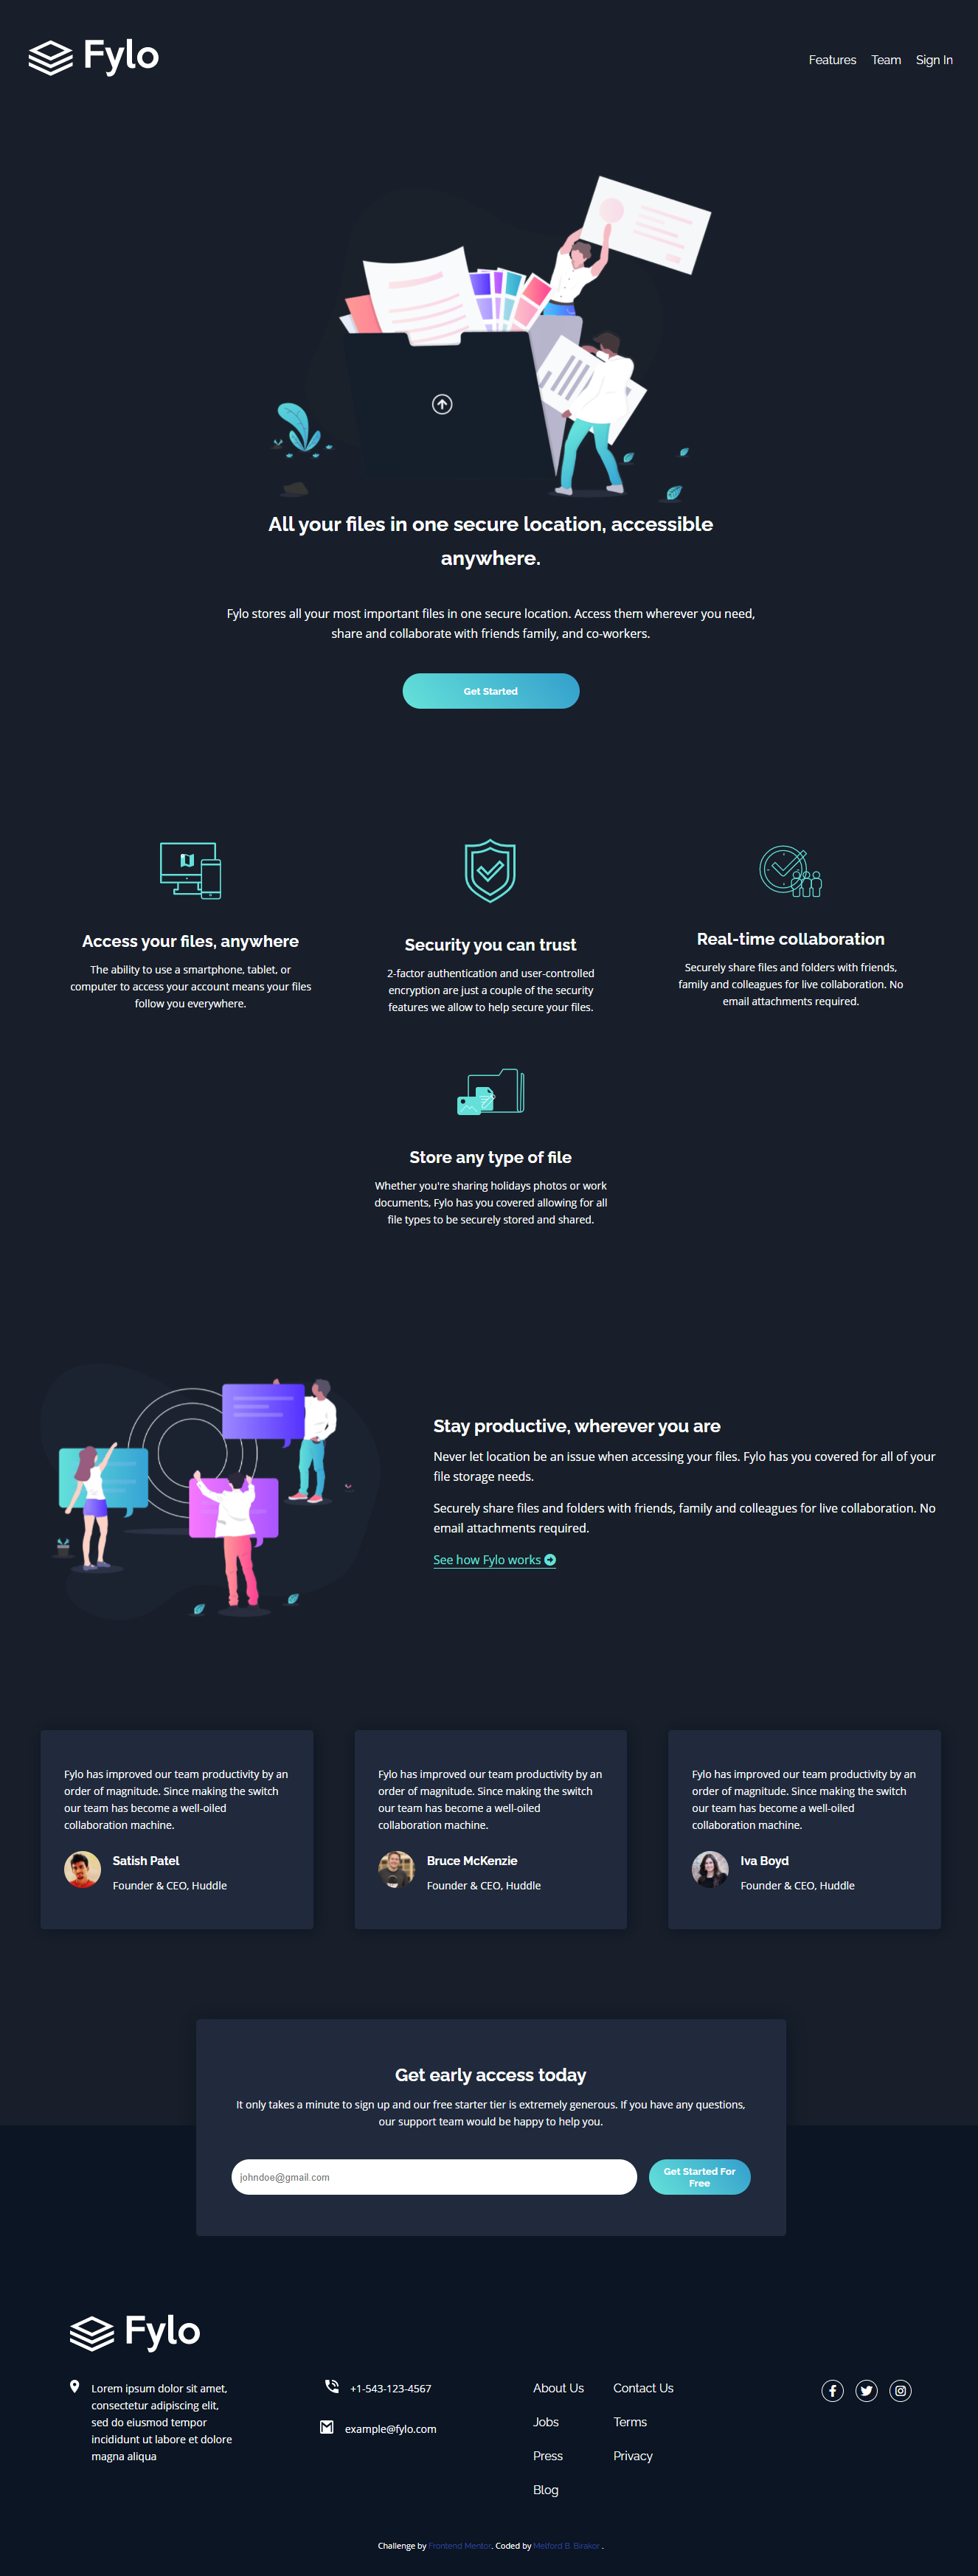 Fylo
Features Team Sign In
All your files in one secure location, accessible
anywhere.
Fylo stores all your most important files in one secure location. Access them wherever you need,
share and collaborate with friends family, and co-workers.
Get Started
Access your files, anywhere
The ability to use a smartphone, tablet, or
computer to access your account means your files
follow you everywhere.
Security you can trust
2-factor authentication and user-controlled
encryption are just a couple of the security
features we allow to help secure your files.
Real-time collaboration
Securely share files and folders with friends,
family and colleagues for live collaboration. No
email attachments required.
Store any type of file
Whether you're sharing holidays photos or work
documents, Fylo has you covered allowing for all
file types to be securely stored and shared.
Stay productive, wherever you are
Never let location be an issue when accessing your files. Fylo has you covered for all of your
file storage needs.
Securely share files and folders with friends, family and colleagues for live collaboration. No
email attachments required.
See how Fylo works
Fylo has improved our team productivity by an
order of magnitude. Since making the switch
our team has become a well-oiled
collaboration machine.
Satish Patel
Founder & CEO, Huddle
Fylo has improved our team productivity by an
order of magnitude. Since making the switch
our team has become a well-oiled
collaboration machine.
Bruce McKenzie
Founder & CEO, Huddle
Fylo has improved our team productivity by an
order of magnitude. Since making the switch
our team has become a well-oiled
collaboration machine.
Iva Boyd
Founder & CEO, Huddle
Get early access today
It only takes a minute to sign up and our free starter tier is extremely generous. If you have any questions,
our support team would be happy to help you.
johndoe@gmail.com
Get Started For
Free
Fylo
Lorem ipsum dolor sit amet,
consectetur adipiscing elit,
sed do eiusmod tempor
incididunt ut labore et dolore
magna aliqua
+1-543-123-4567
example@fylo.com
About Us
Jobs
Press
Blog
Contact Us
Terms
Privacy
Challenge by Frontend Mentor. Coded by Melford B. Birakor .